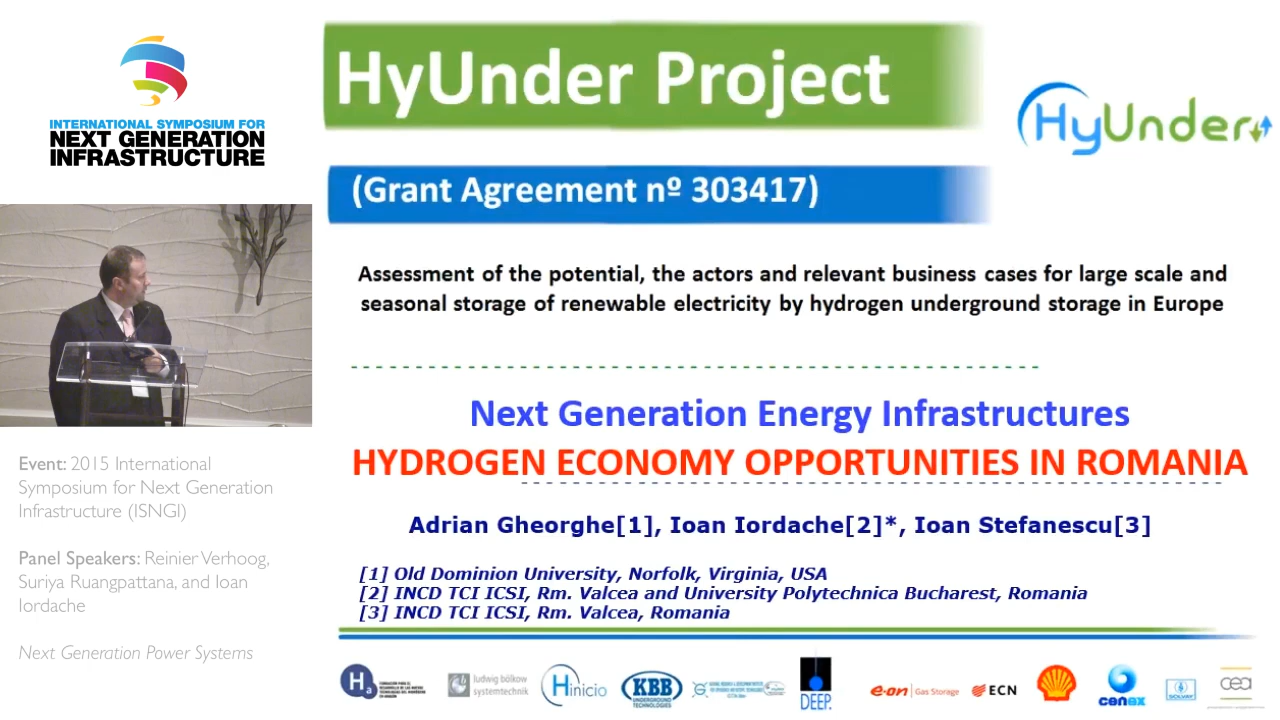 INTERNATIONAL SYMPOSIUM FOR
NEXT GENERATION
INFRASTRUCTURE
Event: 2015 International
Symposium for Next Generation
Infrastructure (ISNGI)
Panel Speakers: Reinier Verhoog,
Suriya Ruangpattana, and Ioan
Iordache
Next Generation Power Systems
HyUnder Project
HyUnder
(Grant Agreement nº 303417)
Assessment of the potential, the actors and relevant business cases for large scale and
seasonal storage of renewable electricity by hydrogen underground storage in Europe
Next Generation Energy Infrastructures
HYDROGEN ECONOMY OPPORTUNITIES IN ROMANIA
Adrian Gheorghe[1], Ioan Iordache[2]*, Ioan Stefanescu[3]
[1] Old Dominion University, Norfolk, Virginia, USA
[2] INCD TCI ICSI, Rm. Valcea and University Polytechnica Bucharest, Romania
[3] INCD TCI ICSI, Rm. Valcea, Romania
Ha
ludwig bölkow
systemtechnik
Hinicio
KBB
UNDERGROUND
TECHNOLOGIES
DEEP.
e·on Gas Storage
ECN
cenex
SOLVAY
cea